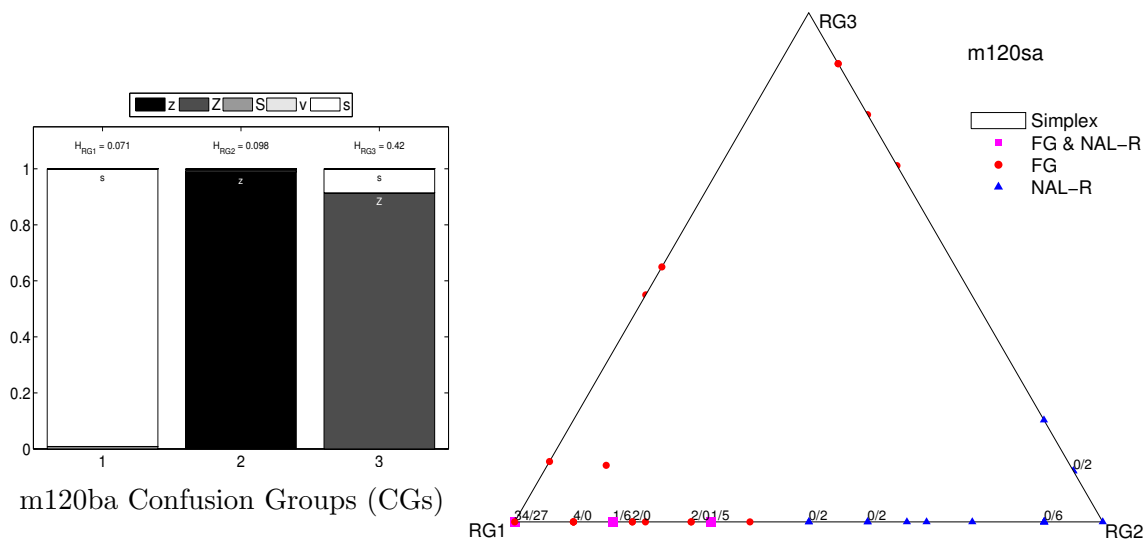 z Z S v s
H_RG1 = 0.071 H_RG2 = 0.098 H_RG3 = 0.42
1
0.8
0.6
0.4
0.2
0
s
z
s
Z
1 2 3
m120ba Confusion Groups (CGs)
RG3
m120sa
Simplex
FG & NAL−R
FG
NAL−R
0/2
34/27 4/0 1/6 2/0 2/0 1/5 0/2 0/2 0/6
RG1 RG2